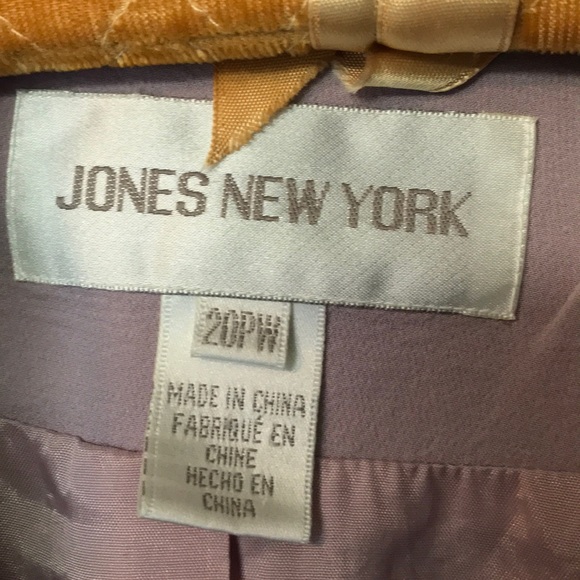 JONES NEW YORK
20PW
MADE IN CHINA
FABRIQUÉ EN
CHINE
HECHO EN
CHINA